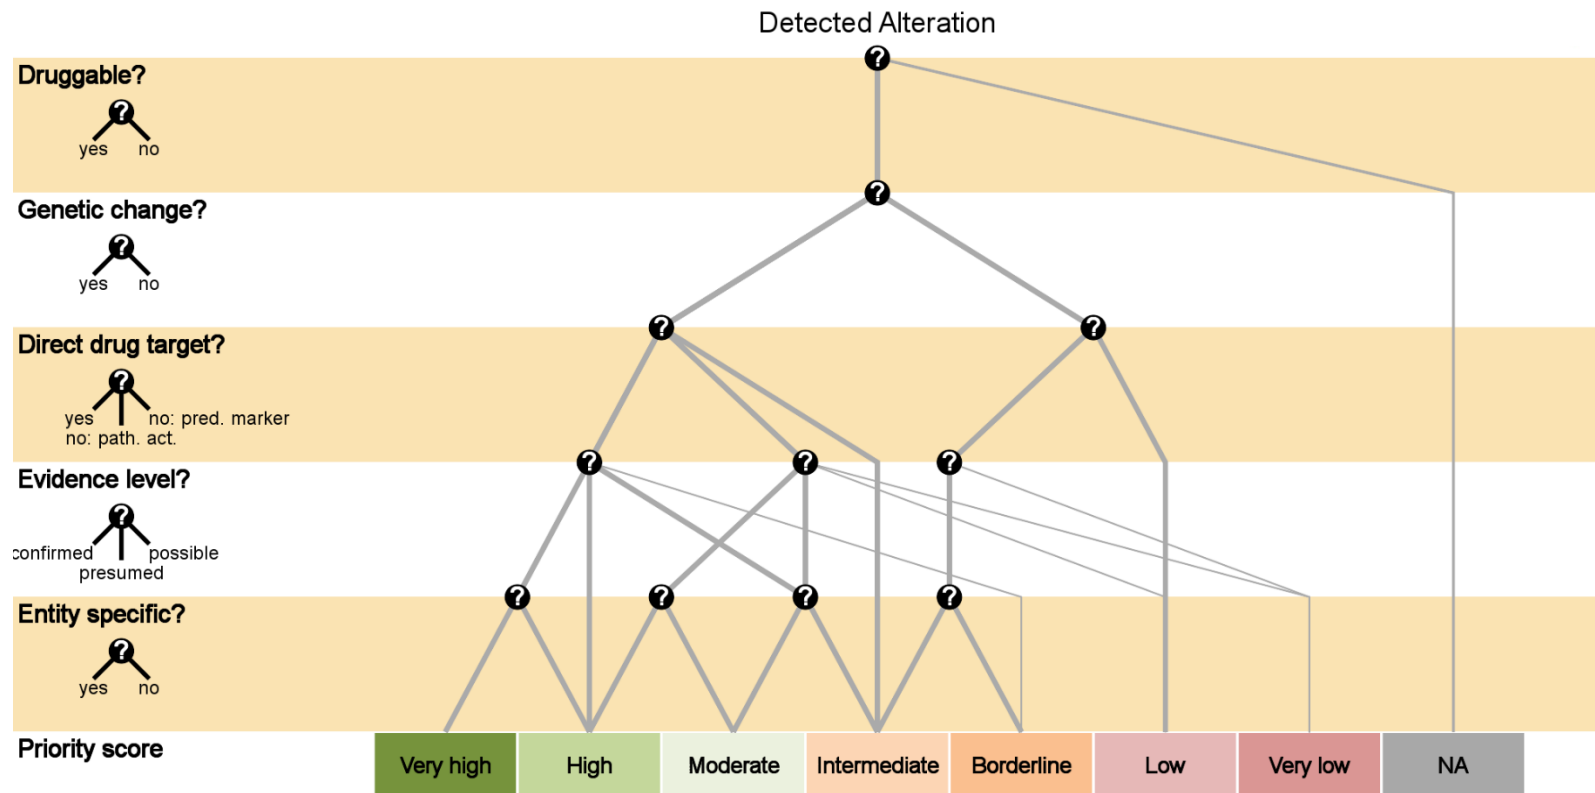 Detected Alteration
?
Druggable?
?
yes no
?
Genetic change?
?
yes no
? ?
Direct drug target?
?
yes no: pred. marker
no: path. act.
? ? ?
Evidence level?
?
confirmed possible
presumed
? ? ? ?
Entity specific?
?
yes no
Priority score
Very high High Moderate Intermediate Borderline Low Very low NA